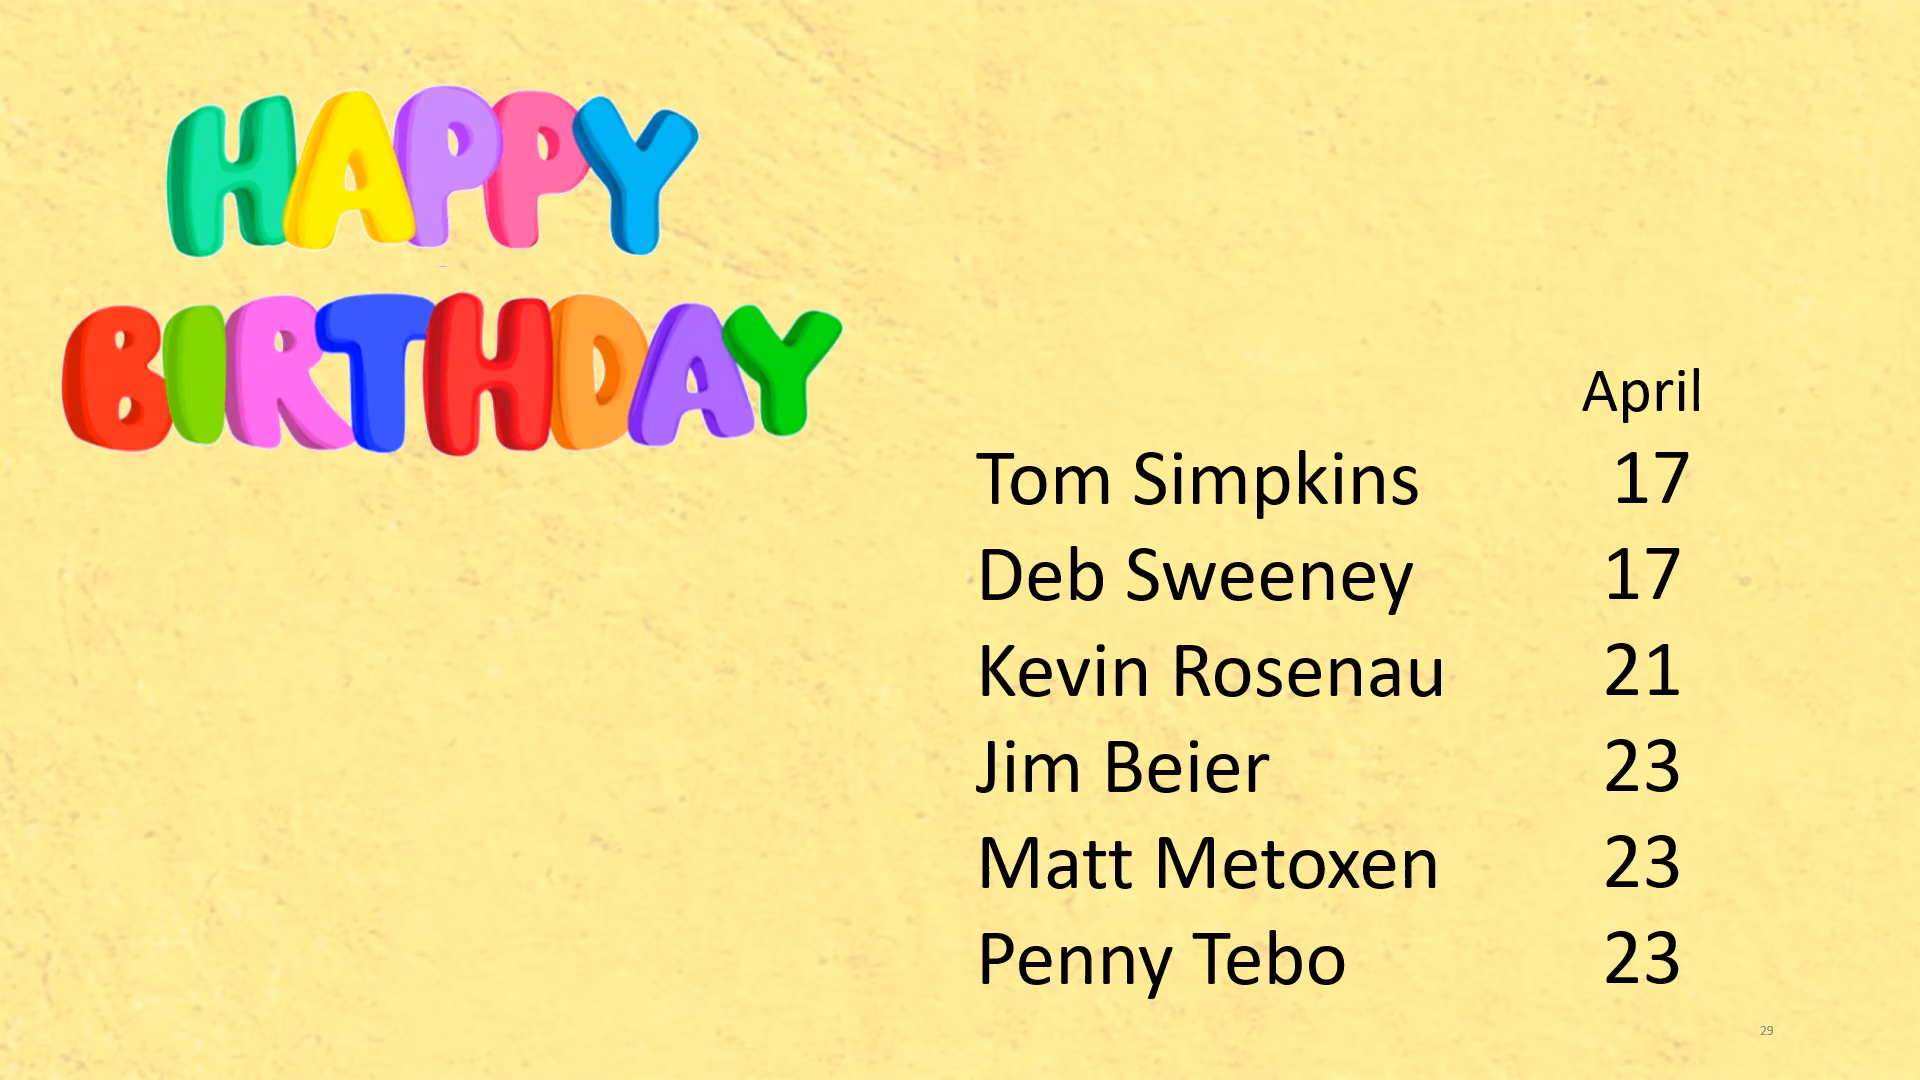 HAPPY
BIRTHDAY
April
Tom Simpkins 17
Deb Sweeney 17
Kevin Rosenau 21
Jim Beier 23
Matt Metoxen 23
Penny Tebo 23
29